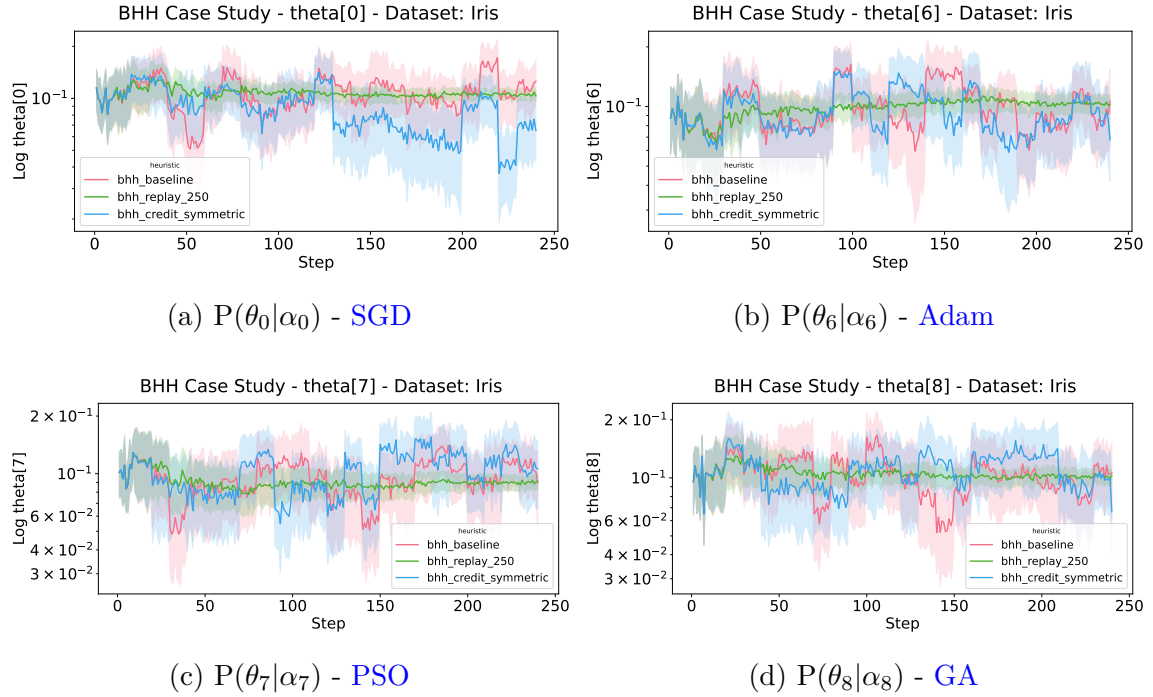 BHH Case Study - theta[0] - Dataset: Iris
Log theta[0]
10⁻¹
heuristic
bhh_baseline
bhh_replay_250
bhh_credit_symmetric
0 50 100 150 200 250
Step
(a) P(θ₀|α₀) - SGD
BHH Case Study - theta[6] - Dataset: Iris
Log theta[6]
10⁻¹
heuristic
bhh_baseline
bhh_replay_250
bhh_credit_symmetric
0 50 100 150 200 250
Step
(b) P(θ₆|α₆) - Adam
BHH Case Study - theta[7] - Dataset: Iris
Log theta[7]
2 × 10⁻¹
10⁻¹
6 × 10⁻²
4 × 10⁻²
3 × 10⁻²
heuristic
bhh_baseline
bhh_replay_250
bhh_credit_symmetric
0 50 100 150 200 250
Step
(c) P(θ₇|α₇) - PSO
BHH Case Study - theta[8] - Dataset: Iris
Log theta[8]
2 × 10⁻¹
10⁻¹
6 × 10⁻²
4 × 10⁻²
3 × 10⁻²
heuristic
bhh_baseline
bhh_replay_250
bhh_credit_symmetric
0 50 100 150 200 250
Step
(d) P(θ₈|α₈) - GA